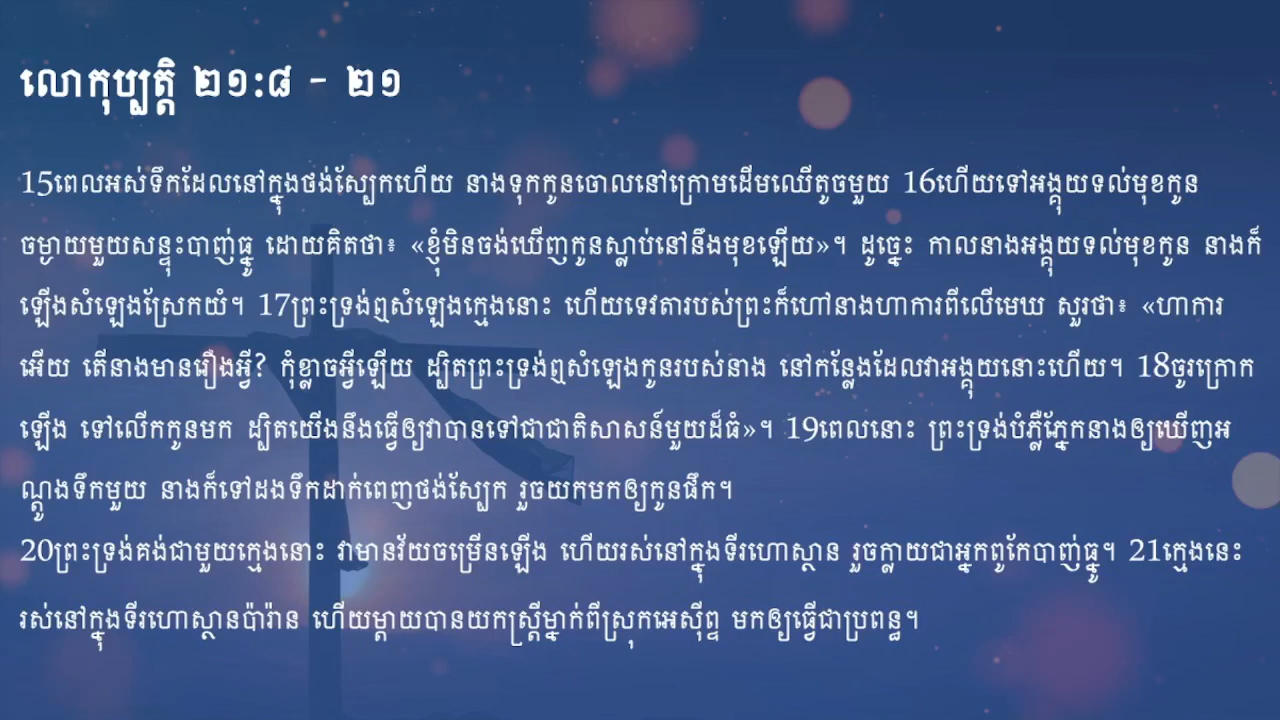 លោកុប្បត្តិ ២១:៨ - ២១
15ពេលអស់ទឹកដែលនៅក្នុងថង់ស្បែកហើយ នាងទុកកូនចោលនៅក្រោមដើមឈើតូចមួយ 16ហើយទៅអង្គុយទល់មុខកូន
ចម្ងាយមួយសន្ទុះបាញ់ធ្នូ ដោយគិតថា៖ «ខ្ញុំមិនចង់ឃើញកូនស្លាប់នៅនឹងមុខឡើយ»។ ដូច្នេះ កាលនាងអង្គុយទល់មុខកូន នាងក៏
ឡើងសំឡេងស្រែកយំ។ 17ព្រះទ្រង់ឮសំឡេងក្មេងនោះ ហើយទេវតារបស់ព្រះក៏ហៅនាងហាការពីលើមេឃ សួរថា៖ «ហាការ
អើយ តើនាងមានរឿងអ្វី? កុំខ្លាចអ្វីឡើយ ដ្បិតព្រះទ្រង់ឮសំឡេងកូនរបស់នាង នៅកន្លែងដែលវាអង្គុយនោះហើយ។ 18ចូរក្រោក
ឡើង ទៅលើកកូនមក ដ្បិតយើងនឹងធ្វើឲ្យវាបានទៅជាជាតិសាសន៍មួយដ៏ធំ»។ 19ពេលនោះ ព្រះទ្រង់បំភ្លឺភ្នែកនាងឲ្យឃើញអ
ណ្តូងទឹកមួយ នាងក៏ទៅដងទឹកដាក់ពេញថង់ស្បែក រួចយកមកឲ្យកូនផឹក។
20ព្រះទ្រង់គង់ជាមួយក្មេងនោះ វាមានវ័យចម្រើនឡើង ហើយរស់នៅក្នុងទីរហោស្ថាន រួចក្លាយជាអ្នកពូកែបាញ់ធ្នូ។ 21ក្មេងនេះ
រស់នៅក្នុងទីរហោស្ថានប៉ារ៉ាន ហើយម្តាយបានយកស្ត្រីម្នាក់ពីស្រុកអេស៊ីព្ទ មកឲ្យធ្វើជាប្រពន្ធ។